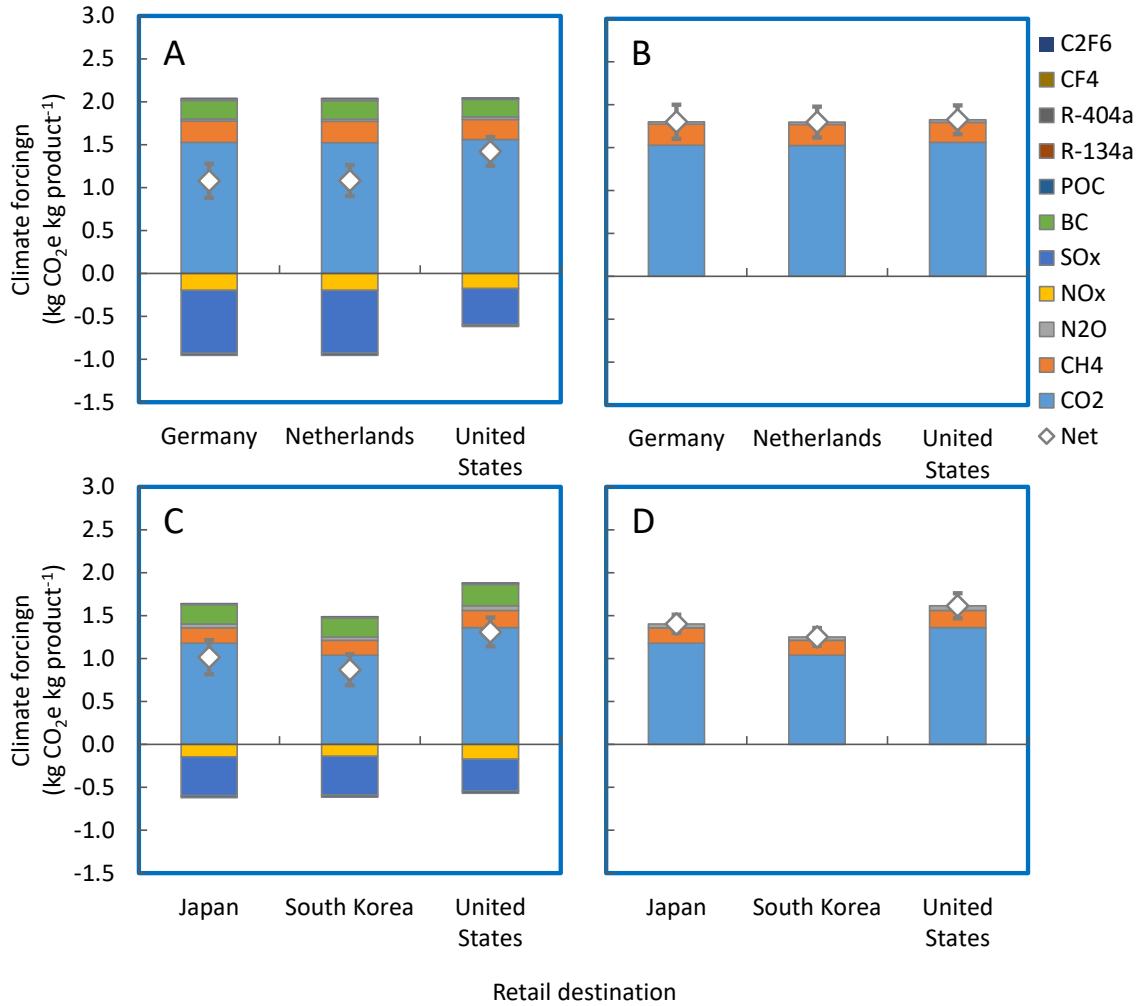 3.0
2.5
2.0
1.5
1.0
0.5
0.0
-0.5
-1.0
-1.5
Climate forcingn
(kg CO2e kg product-1)
A
Germany
Netherlands
United
States
B
Germany
Netherlands
United
States
C2F6
CF4
R-404a
R-134a
POC
BC
SOx
NOx
N2O
CH4
CO2
Net
3.0
2.5
2.0
1.5
1.0
0.5
0.0
-0.5
-1.0
-1.5
Climate forcingn
(kg CO2e kg product-1)
C
Japan
South Korea
United
States
D
Japan
South Korea
United
States
Retail destination